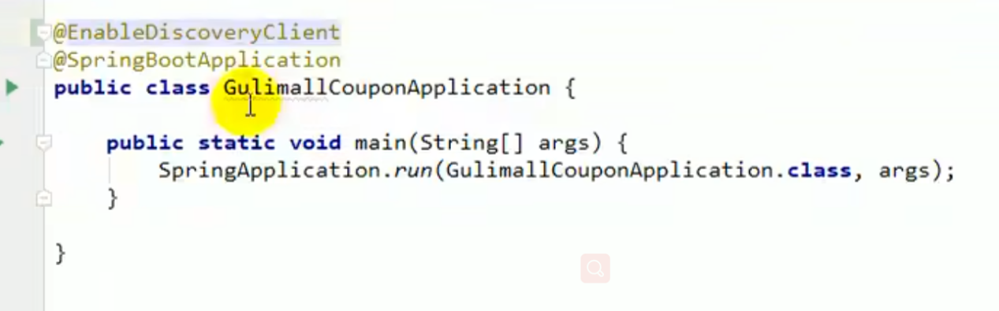 @EnableDiscoveryClient
@SpringBootApplication
public class GulimallCouponApplication {
public static void main(String[] args) {
SpringApplication.run(GulimallCouponApplication.class, args);
}
}